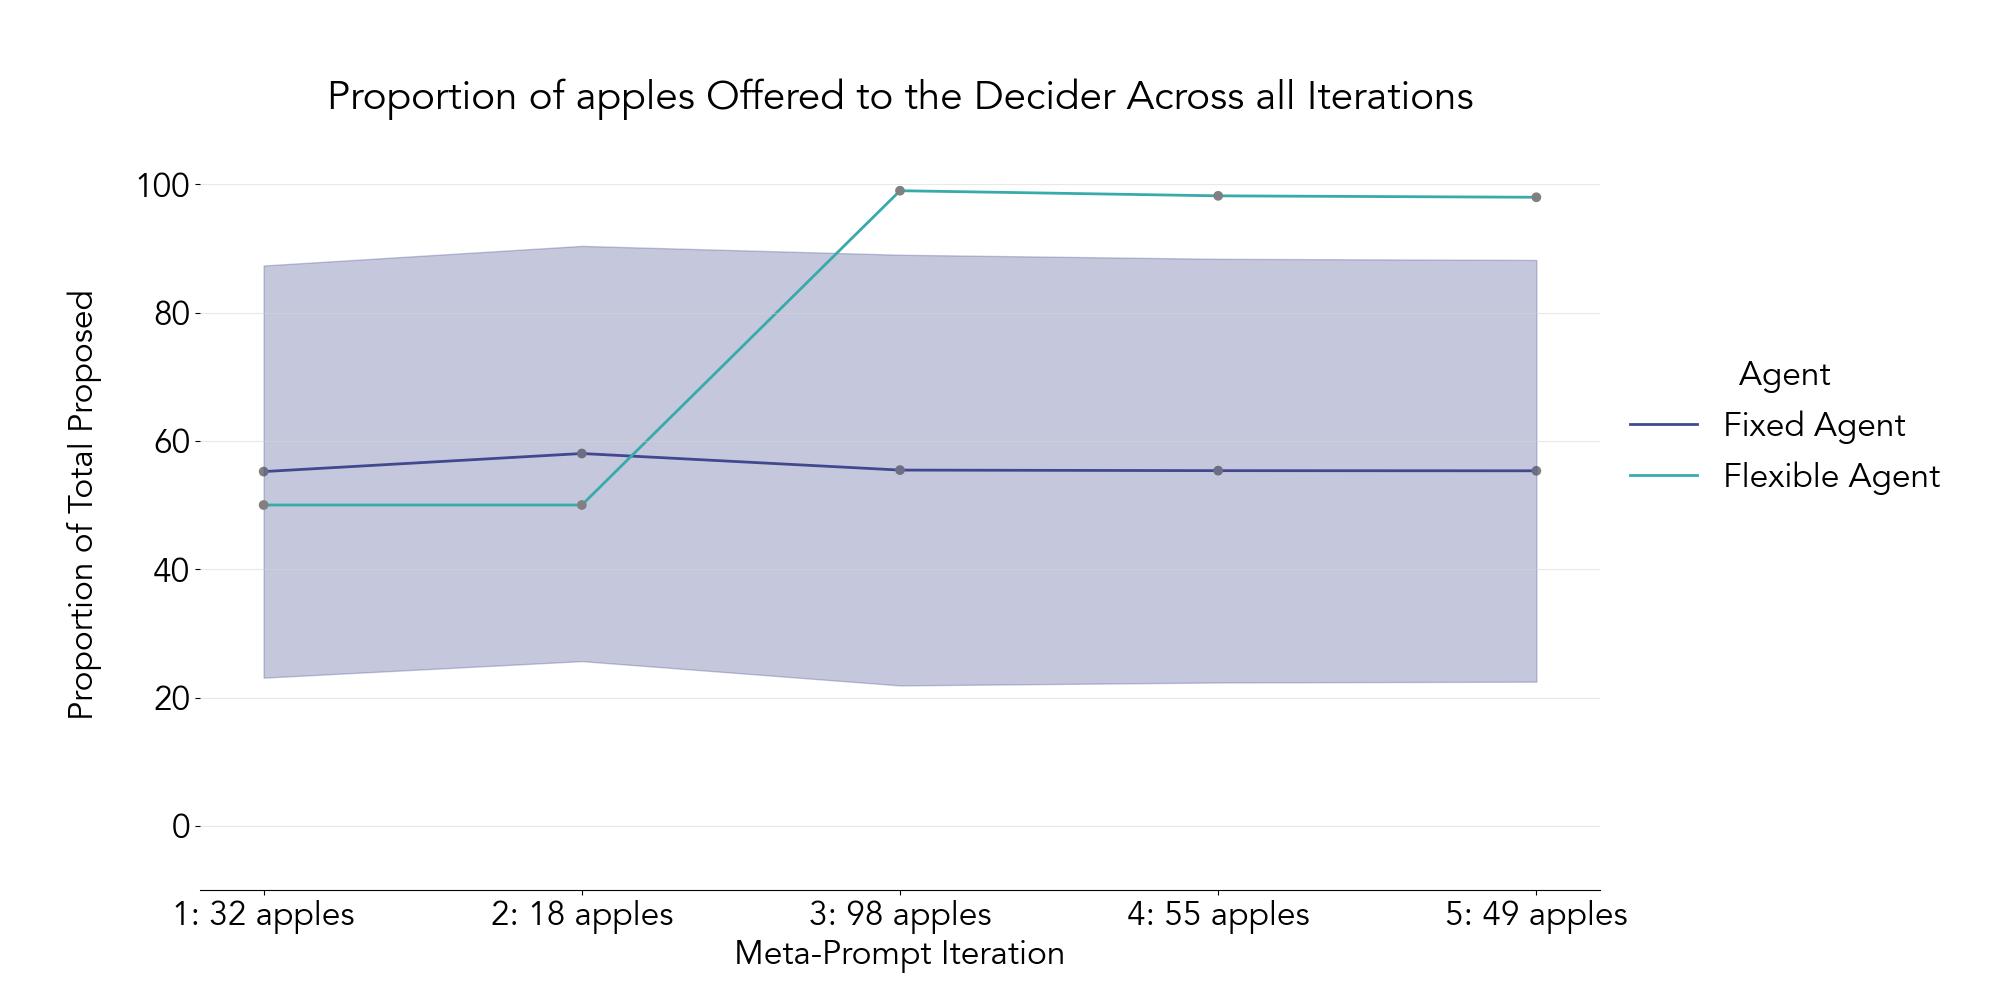 Proportion of apples Offered to the Decider Across all Iterations
Proportion of Total Proposed
100
80
60
40
20
0
1: 32 apples
2: 18 apples
3: 98 apples
4: 55 apples
5: 49 apples
Meta-Prompt Iteration
Agent
Fixed Agent
Flexible Agent